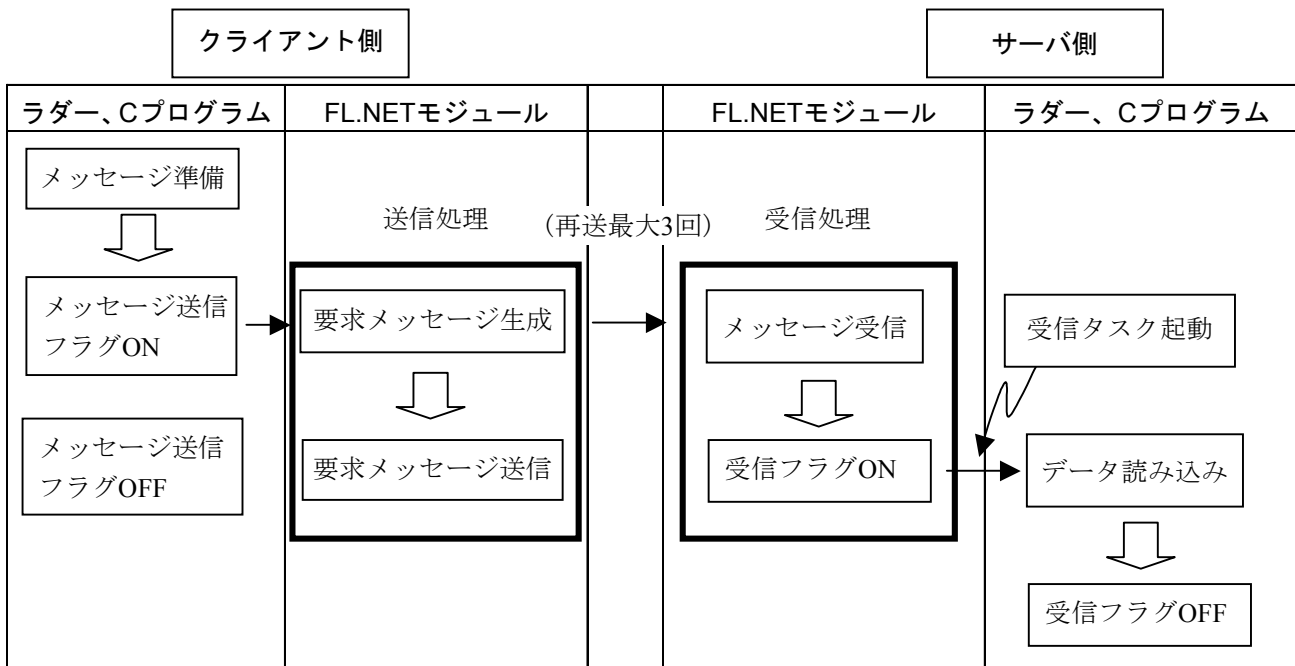 クライアント側
サーバ側
ラダー、Cプログラム
FL.NETモジュール
FL.NETモジュール
ラダー、Cプログラム
メッセージ準備
送信処理
(再送最大3回)
受信処理
メッセージ送信
フラグON
要求メッセージ生成
メッセージ受信
受信タスク起動
メッセージ送信
フラグOFF
要求メッセージ送信
受信フラグON
データ読み込み
受信フラグOFF